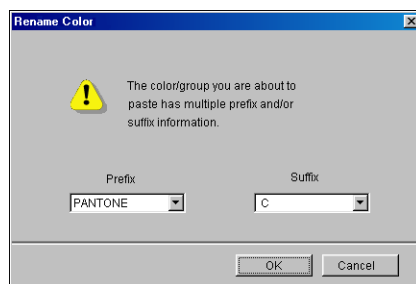 Rename Color
The color/group you are about to
paste has multiple prefix and/or
suffix information.
Prefix
Suffix
PANTONE
C
OK
Cancel